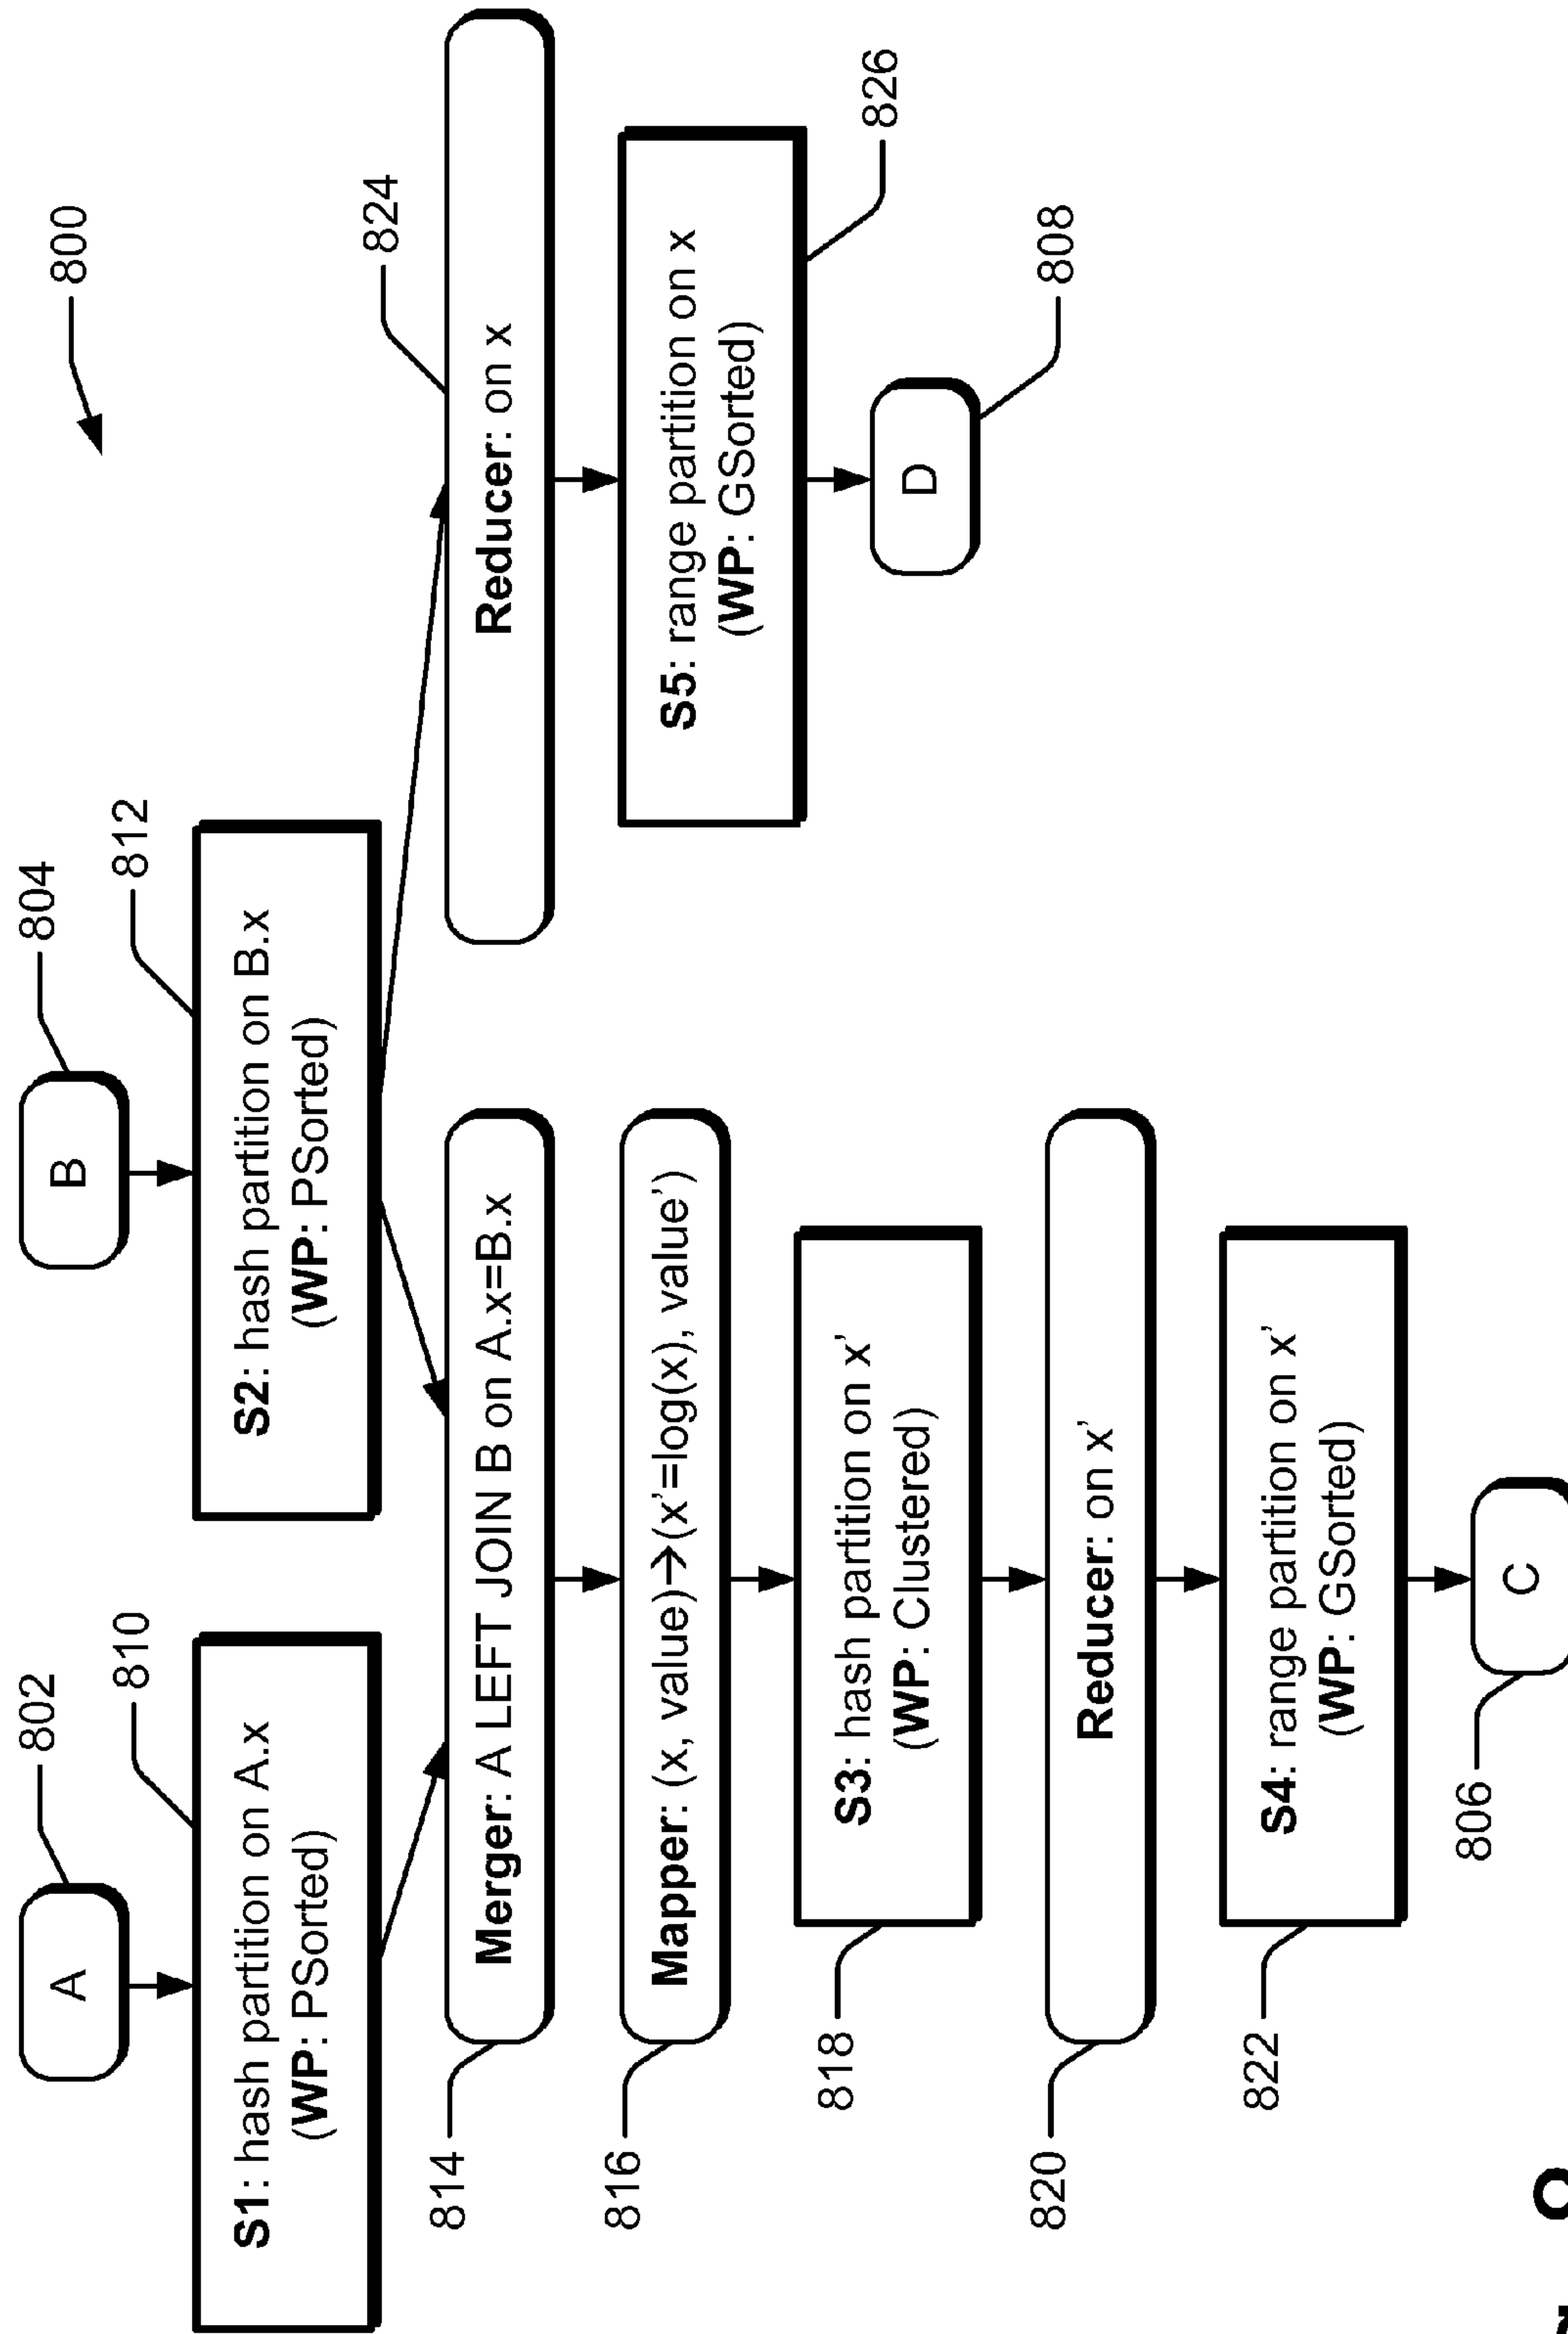 800
A
802
B
804
S1: hash partition on A.x
(WP: PSorted)
810
S2: hash partition on B.x
(WP: PSorted)
812
814
Merger: A LEFT JOIN B on A.x=B.x
Reducer: on x
824
816
Mapper: (x, value)→(x’=log(x), value’)
S5: range partition on x
(WP: GSorted)
826
818
S3: hash partition on x’
(WP: Clustered)
D
808
820
Reducer: on x’
822
S4: range partition on x’
(WP: GSorted)
806
C